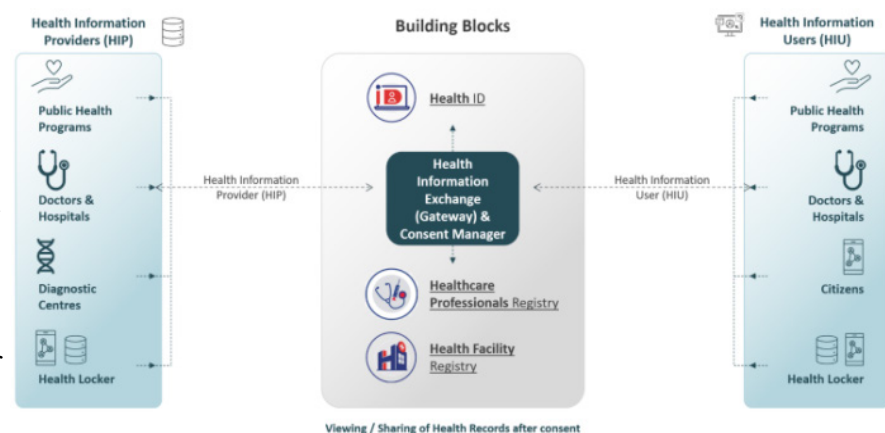 Health Information
Providers (HIP)
Public Health
Programs
Doctors &
Hospitals
Diagnostic
Centres
Health Locker
Health Information
Provider (HIP)
Building Blocks
Health ID
Health
Information
Exchange
(Gateway) &
Consent Manager
Healthcare
Professionals Registry
Health Facility
Registry
Viewing / Sharing of Health Records after consent
Health Information
User (HIU)
Health Information
Users (HIU)
Public Health
Programs
Doctors &
Hospitals
Citizens
Health Locker